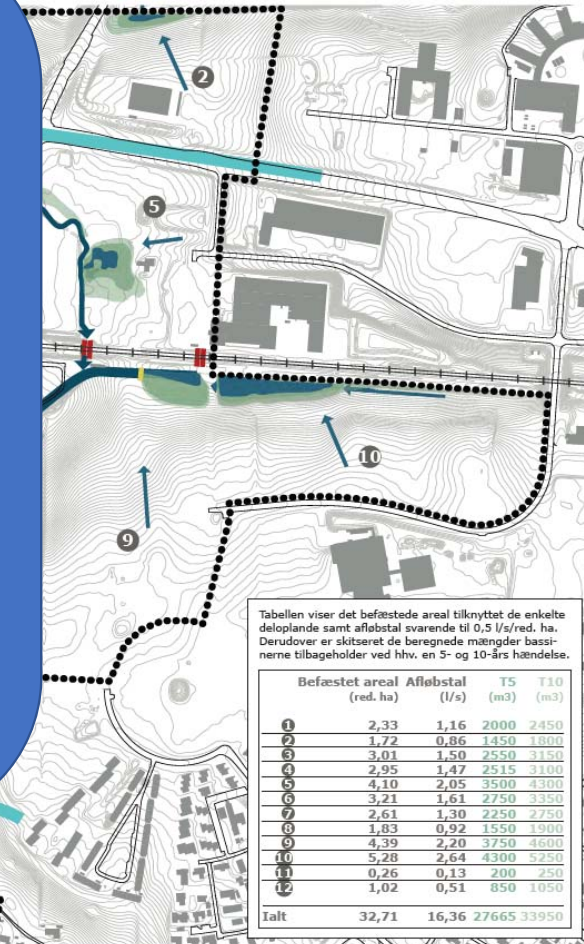 2
5
10
9
Tabellen viser det befæstede areal tilknyttet de enkelte
deloplande samt afløbstal svarende til 0,5 l/s/red. ha.
Derudover er skitseret de beregnede mængder bassi-
nerne tilbageholder ved hhv. en 5- og 10-års hændelse.
Befæstet areal Afløbstal T5 T10
(red. ha) (l/s) (m3) (m3)
1 2,33 1,16 2000 2450
2 1,72 0,86 1450 1800
3 3,01 1,50 2550 3150
4 2,95 1,47 2515 3100
5 4,10 2,05 3500 4300
6 3,21 1,61 2750 3350
7 2,61 1,30 2250 2750
8 1,83 0,92 1550 1900
9 4,39 2,20 3750 4600
10 5,28 2,64 4300 5250
11 0,26 0,13 200 250
12 1,02 0,51 850 1050
Ialt 32,71 16,36 27665 33950